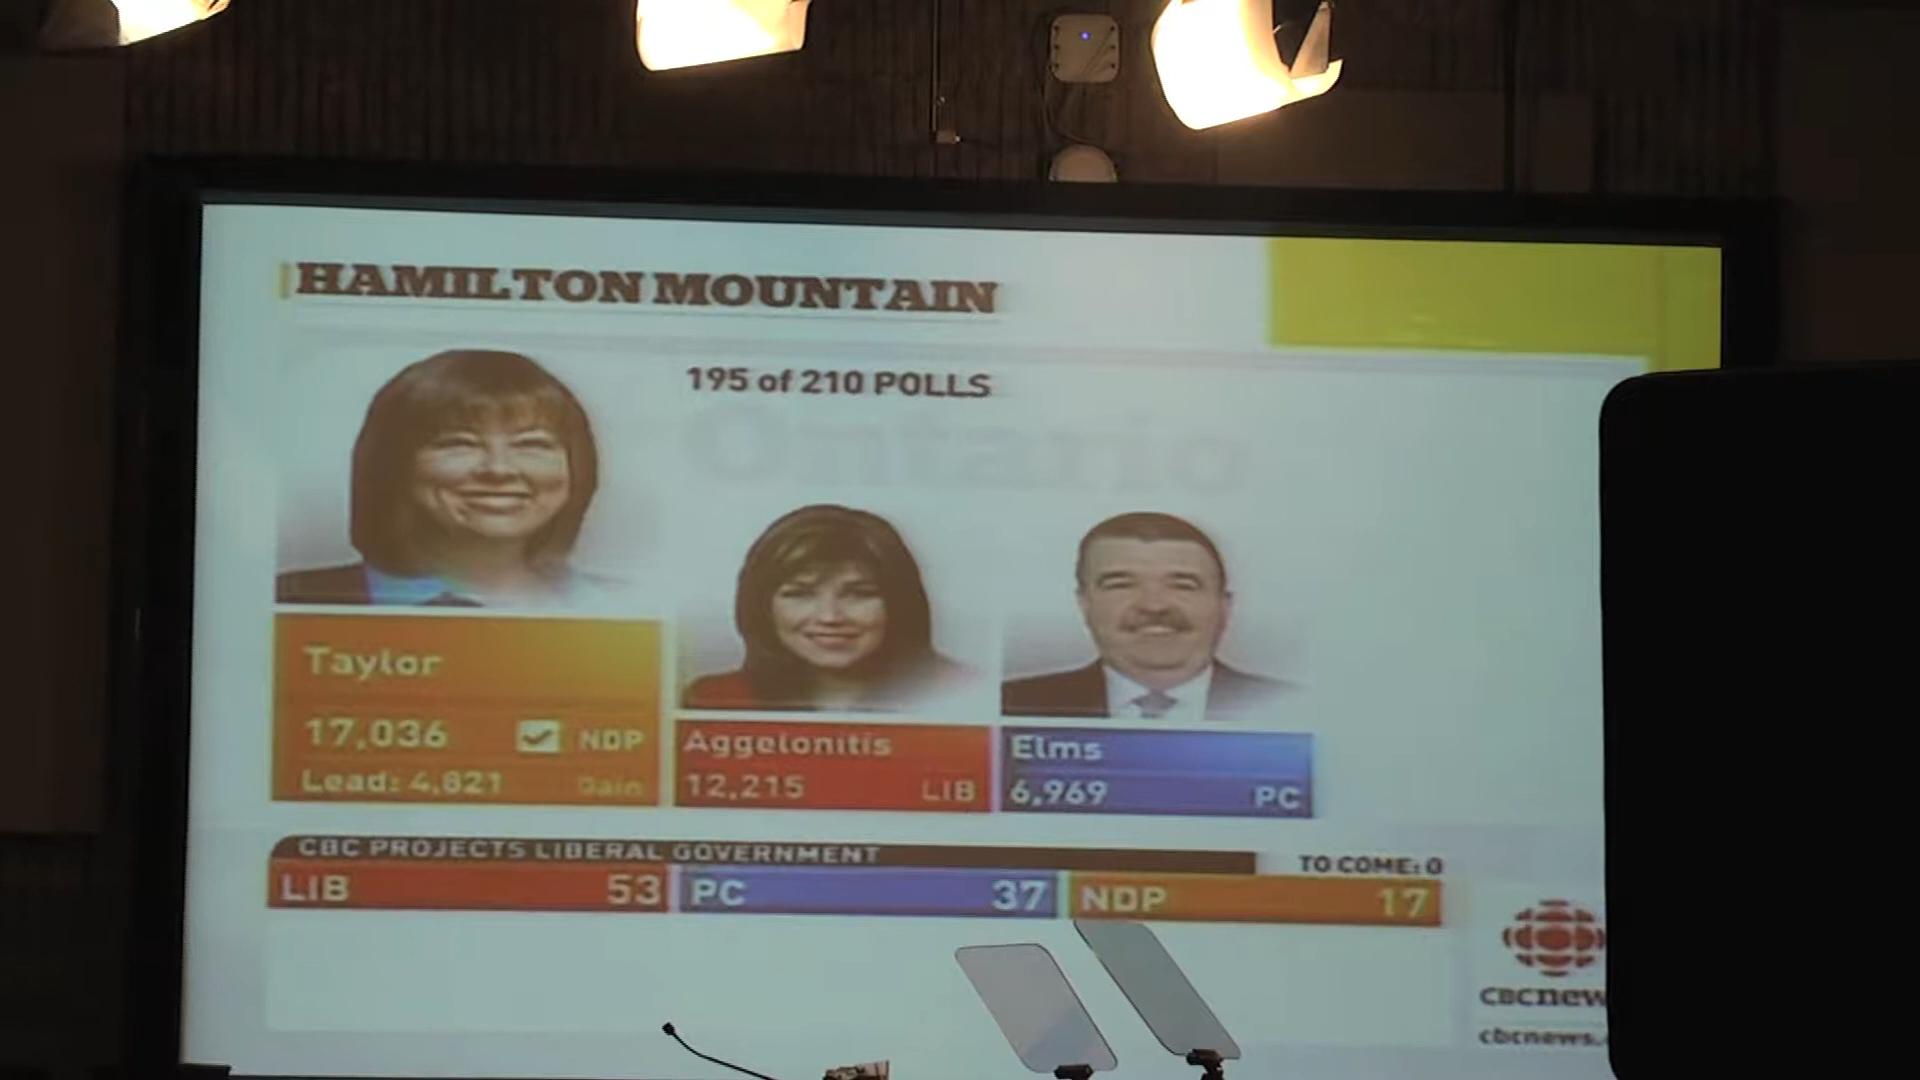 HAMILTON MOUNTAIN
195 of 210 POLLS
Ontario
Taylor
17,036 NDP
Lead: 4,821 Gain
Aggelonitis
12,215 LIB
Elms
6,969 PC
CBC PROJECTS LIBERAL GOVERNMENT
TO COME: 0
LIB 53 PC 37 NDP 17
cbcnew
cbcnews.